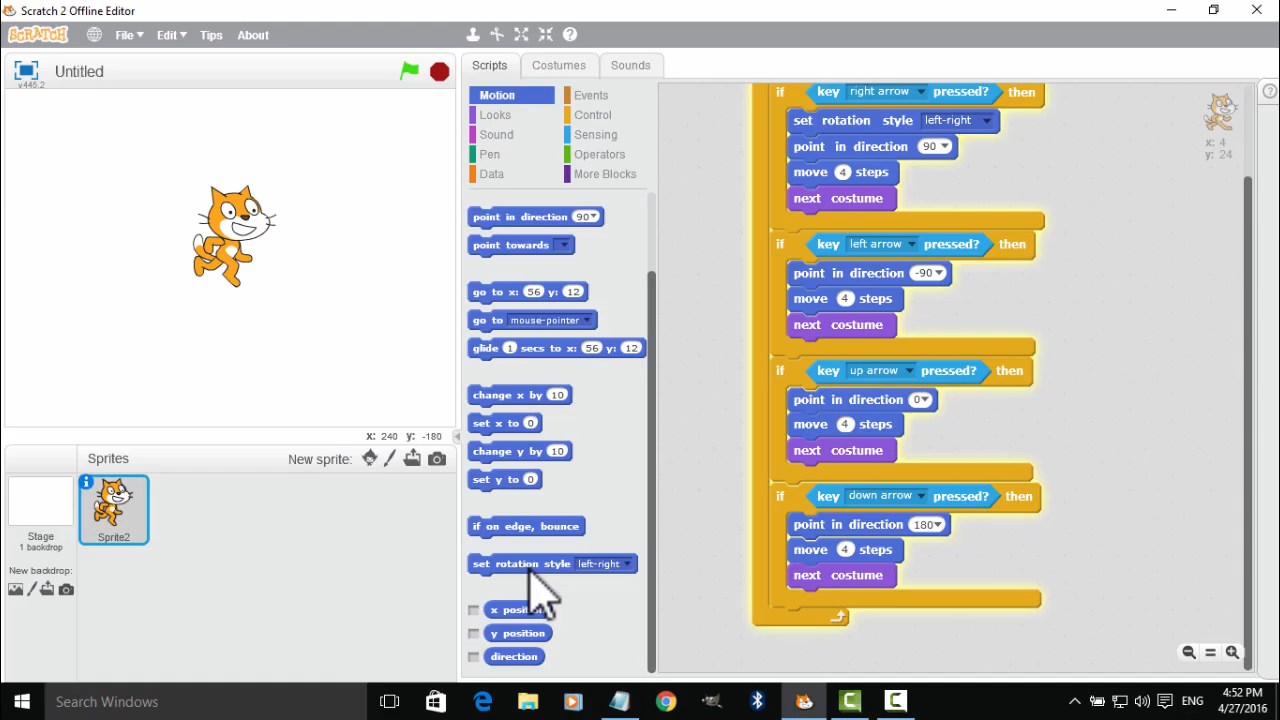 Scratch 2 Offline Editor
SCRATCH File Edit Tips About
v445.2 Untitled
Scripts Costumes Sounds
Motion Events
Looks Control
Sound Sensing
Pen Operators
Data More Blocks
point in direction 90
point towards
go to x: 56 y: 12
go to mouse-pointer
glide 1 secs to x: 56 y: 12
change x by 10
set x to 0
change y by 10
set y to 0
if on edge, bounce
set rotation style left-right
x position
y position
direction
if key right arrow pressed? then
set rotation style left-right
point in direction 90
move 4 steps
next costume
if key left arrow pressed? then
point in direction -90
move 4 steps
next costume
if key up arrow pressed? then
point in direction 0
move 4 steps
next costume
if key down arrow pressed? then
point in direction 180
move 4 steps
next costume
x: 4
y: 24
x: 240 y: -180
Sprites New sprite:
Stage
1 backdrop
New backdrop:
Sprite2
Search Windows
ENG
4:52 PM
4/27/2016